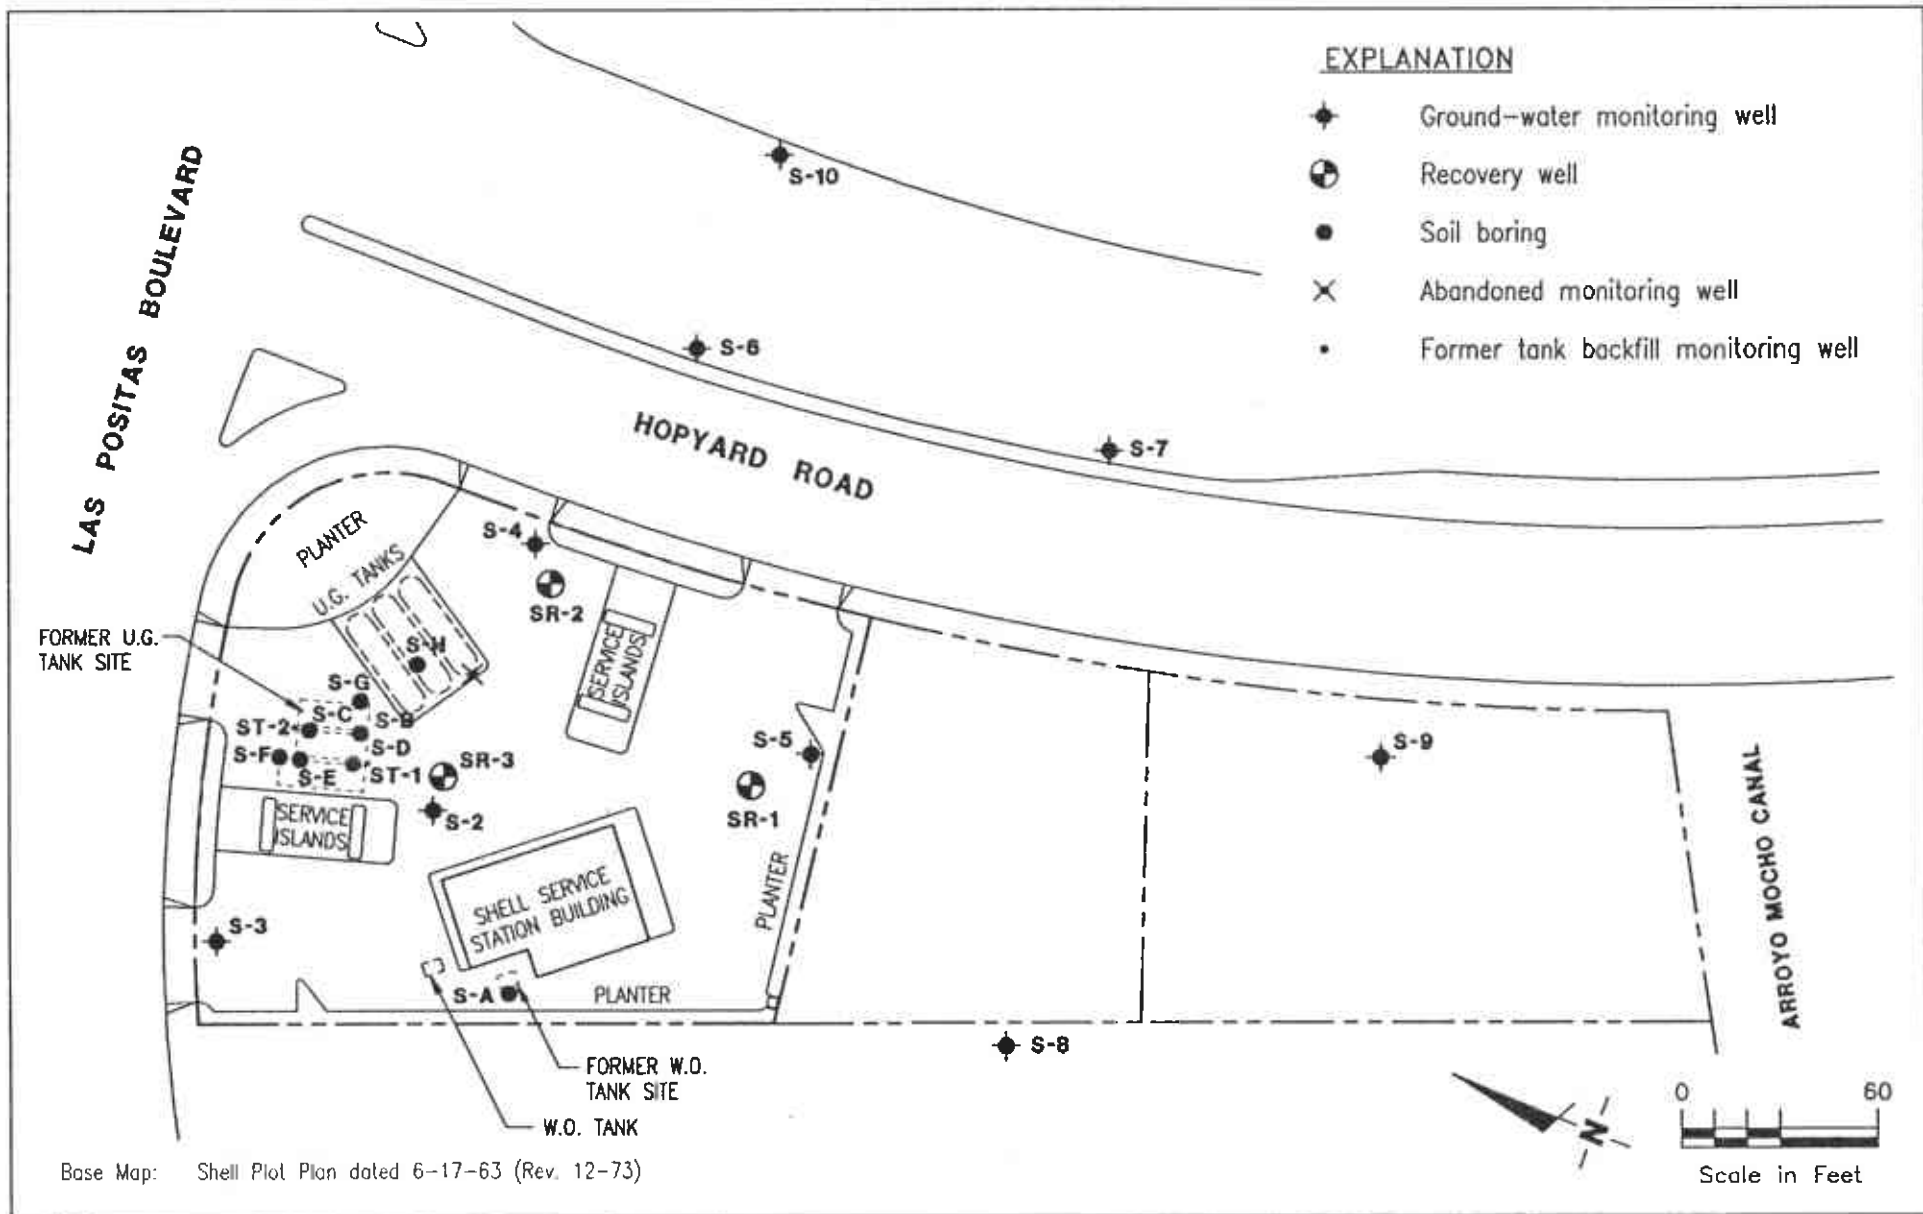 EXPLANATION
Ground-water monitoring well
Recovery well
Soil boring
Abandoned monitoring well
Former tank backfill monitoring well
S-10
LAS POSITAS BOULEVARD
S-6
HOPYARD ROAD
S-7
PLANTER
U.G. TANKS
S-4
SR-2
SERVICE
ISLANDS
FORMER U.G.
TANK SITE
S-H
S-G
S-C
S-B
ST-2
S-D
S-F
S-E
ST-1
SR-3
S-2
S-5
SR-1
S-9
SERVICE
ISLANDS
SHELL SERVICE
STATION BUILDING
PLANTER
ARROYO MOCHO CANAL
S-3
S-A
PLANTER
S-8
FORMER W.O.
TANK SITE
W.O. TANK
N
0 60
Scale in Feet
Base Map: Shell Plot Plan dated 6-17-63 (Rev. 12-73)